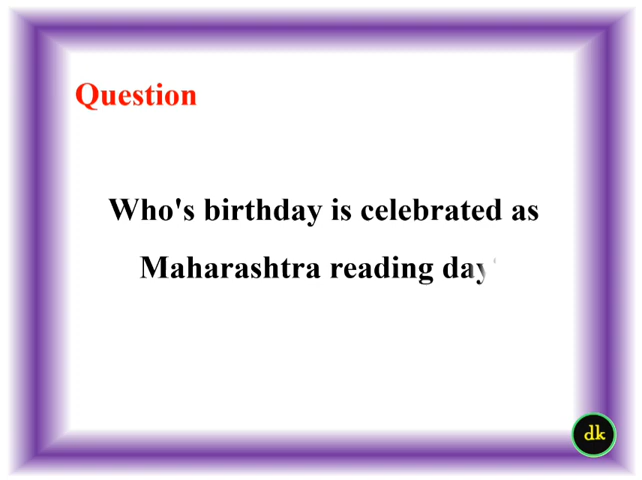 Question
Who's birthday is celebrated as
Maharashtra reading day
dk